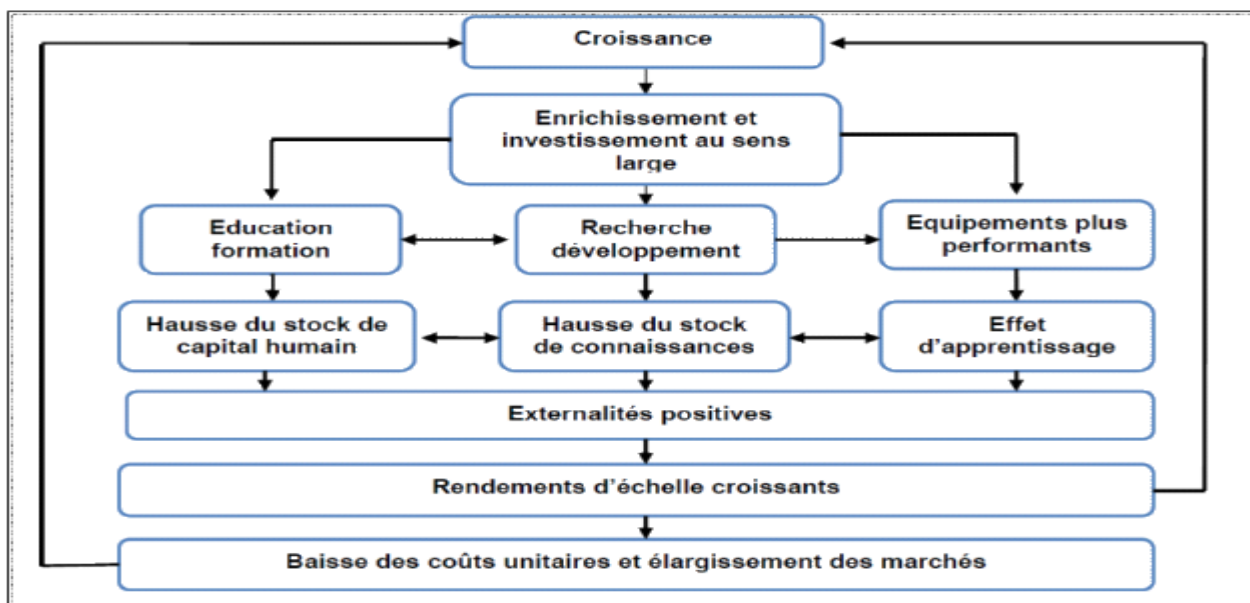 Croissance
Enrichissement et
investissement au sens
large
Education
formation
Recherche
développement
Equipements plus
performants
Hausse du stock de
capital humain
Hausse du stock
de connaissances
Effet
d'apprentissage
Externalités positives
Rendements d'échelle croissants
Baisse des coûts unitaires et élargissement des marchés